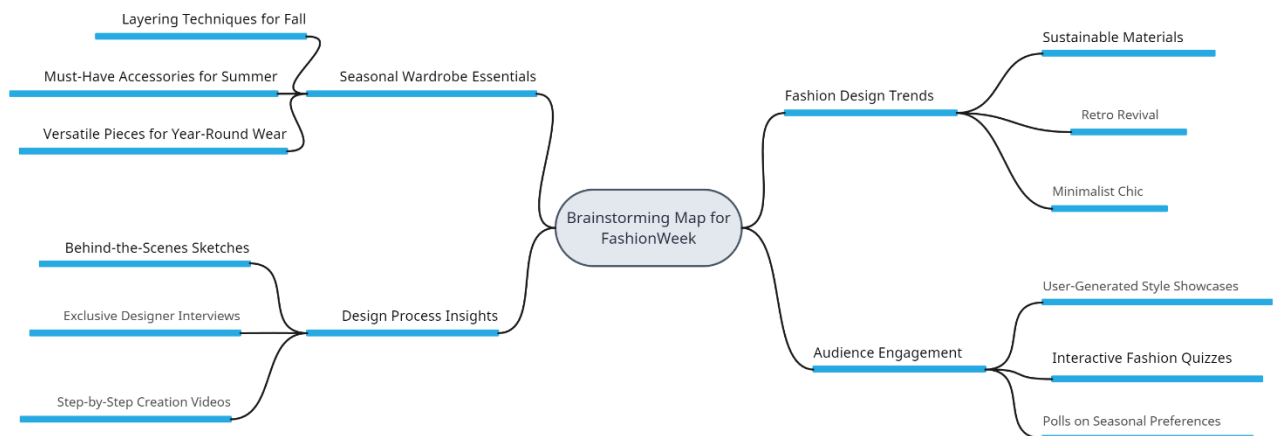 Layering Techniques for Fall
Must-Have Accessories for Summer
Versatile Pieces for Year-Round Wear
Seasonal Wardrobe Essentials
Behind-the-Scenes Sketches
Exclusive Designer Interviews
Step-by-Step Creation Videos
Design Process Insights
Brainstorming Map for
FashionWeek
Fashion Design Trends
Sustainable Materials
Retro Revival
Minimalist Chic
Audience Engagement
User-Generated Style Showcases
Interactive Fashion Quizzes
Polls on Seasonal Preferences